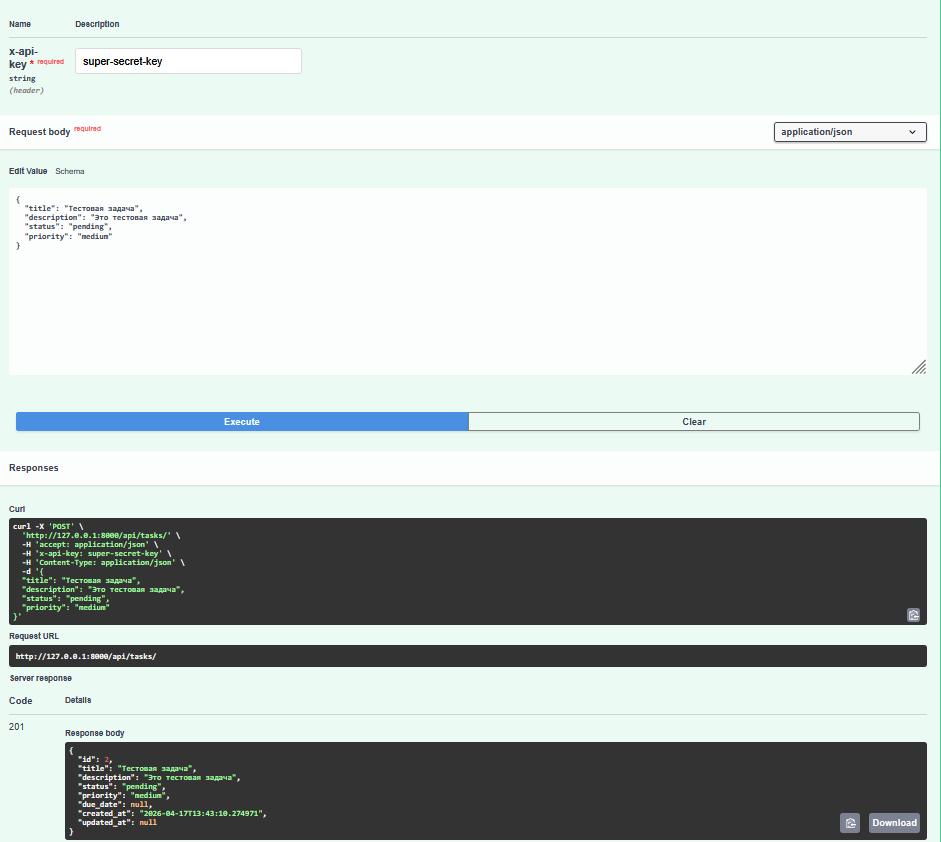 Name Description
x-api-
key * required
string
(header)
super-secret-key
Request body required
application/json
Edit Value Schema
{
  "title": "Тестовая задача",
  "description": "Это тестовая задача",
  "status": "pending",
  "priority": "medium"
}
Execute Clear
Responses
Curl
curl -X 'POST' \
  'http://127.0.0.1:8000/api/tasks/' \
  -H 'accept: application/json' \
  -H 'x-api-key: super-secret-key' \
  -H 'Content-Type: application/json' \
  -d '{
  "title": "Тестовая задача",
  "description": "Это тестовая задача",
  "status": "pending",
  "priority": "medium"
}'
Request URL
http://127.0.0.1:8000/api/tasks/
Server response
Code Details
201
Response body
{
  "id": 2,
  "title": "Тестовая задача",
  "description": "Это тестовая задача",
  "status": "pending",
  "priority": "medium",
  "due_date": null,
  "created_at": "2026-04-17T13:43:10.274971",
  "updated_at": null
}
Download